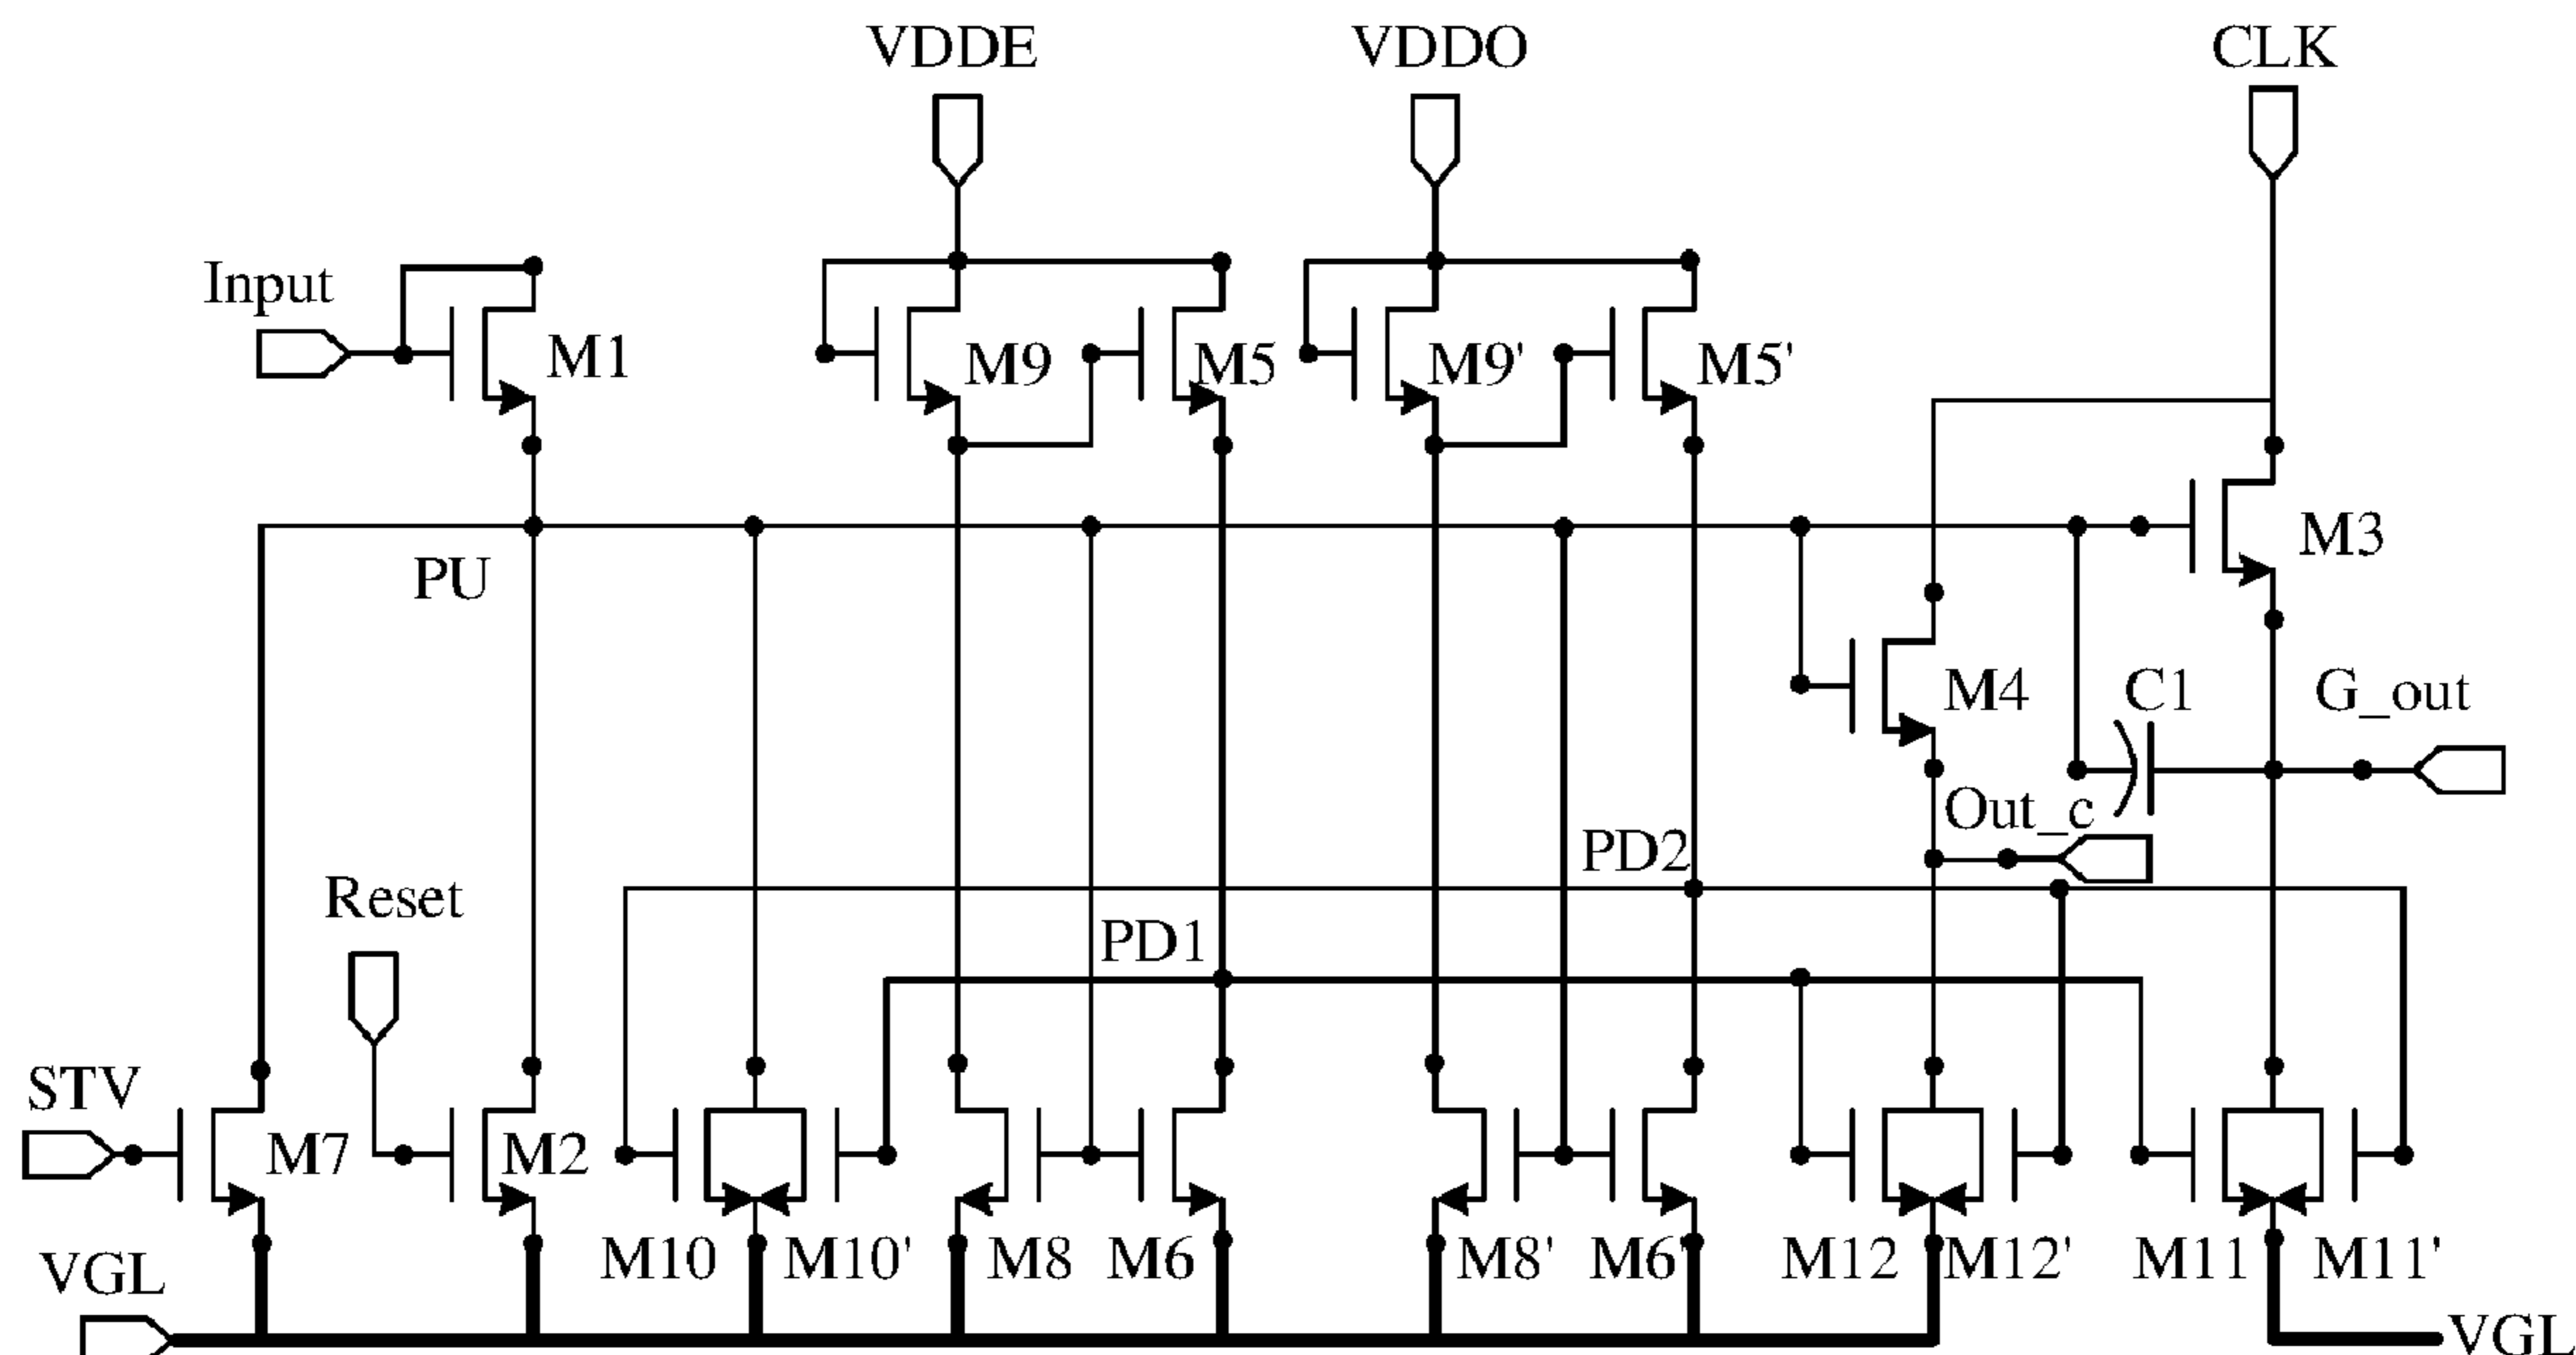 VDDE
VDDO
CLK
Input
M1
M9
M5
M9'
M5'
M3
PU
M4
C1
G_out
Out_c
PD2
Reset
PD1
STV
M7
M2
M10
M10'
M8
M6
M8'
M6'
M12
M12'
M11
M11'
VGL
VGL